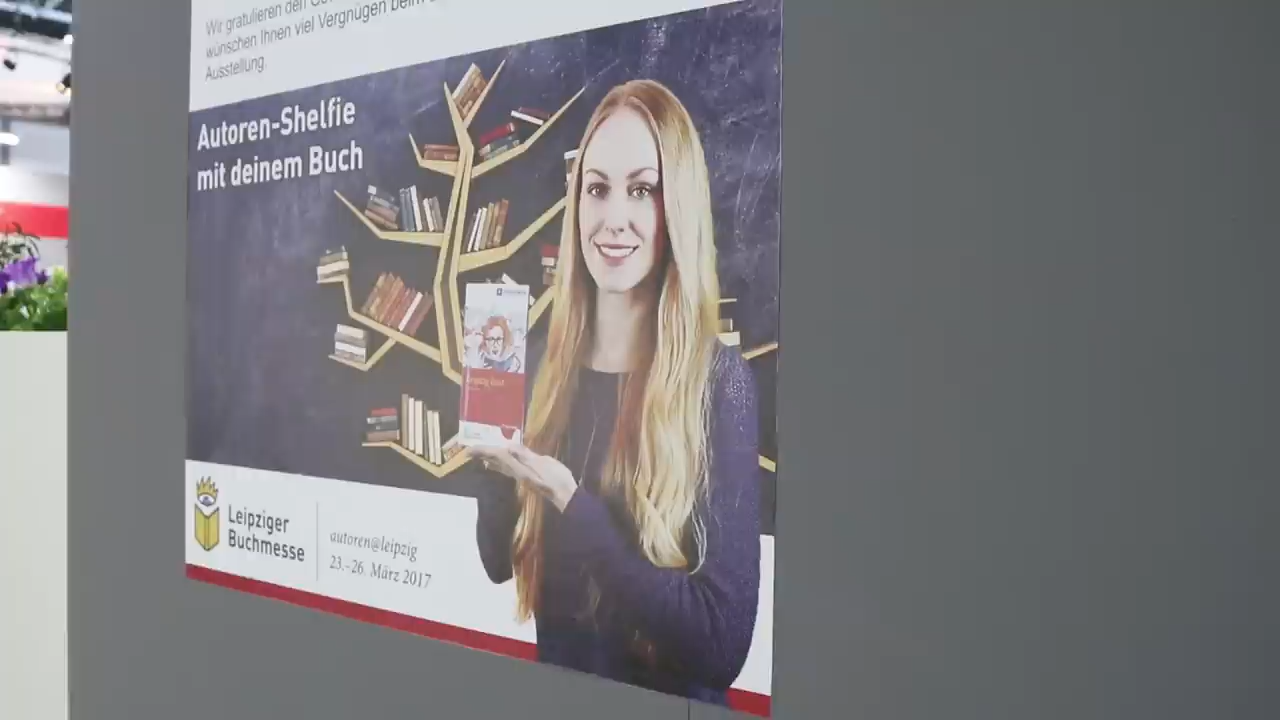 Wir gratulieren den
wünschen Ihnen viel Vergnügen beim
Ausstellung.
Autoren-Shelfie
mit deinem Buch
Leipziger
Buchmesse
autoren@leipzig
23.–26. März 2017